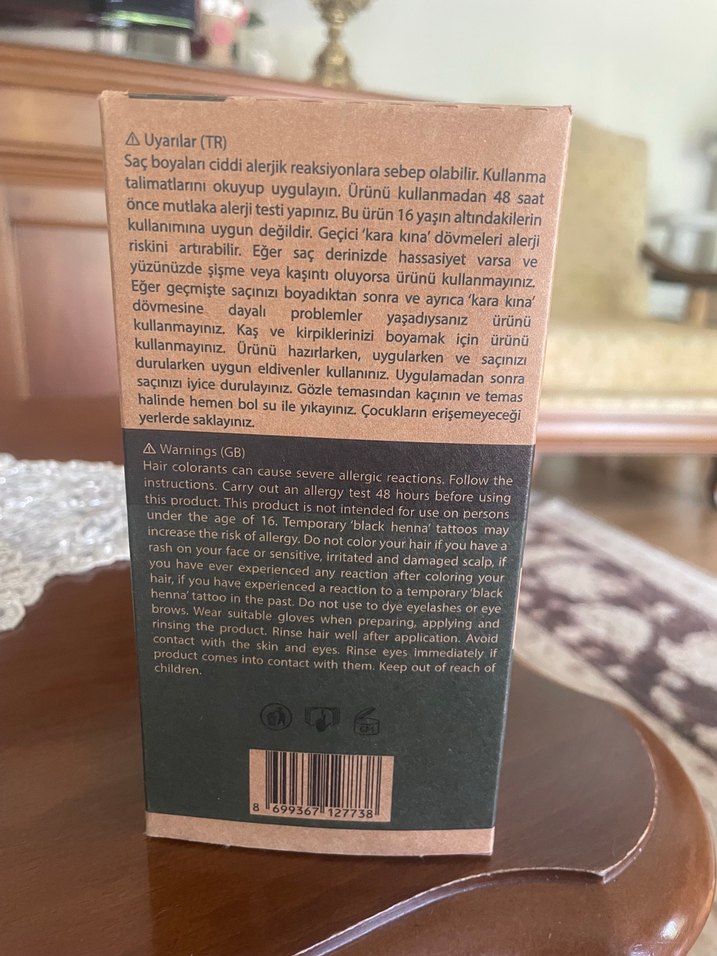 ⚠ Uyarılar (TR)
Saç boyaları ciddi alerjik reaksiyonlara sebep olabilir. Kullanma
talimatlarını okuyup uygulayın. Ürünü kullanmadan 48 saat
önce mutlaka alerji testi yapınız. Bu ürün 16 yaşın altındakilerin
kullanımına uygun değildir. Geçici ‘kara kına’ dövmeleri alerji
riskini artırabilir. Eğer saç derinizde hassasiyet varsa ve
yüzünüzde şişme veya kaşıntı oluyorsa ürünü kullanmayınız.
Eğer geçmişte saçınızı boyadıktan sonra ve ayrıca ‘kara kına’
dövmesine dayalı problemler yaşadıysanız ürünü
kullanmayınız. Kaş ve kirpiklerinizi boyamak için ürünü
kullanmayınız. Ürünü hazırlarken, uygularken ve saçınızı
durularken uygun eldivenler kullanınız. Uygulamadan sonra
saçınızı iyice durulayınız. Gözle temasından kaçının ve temas
halinde hemen bol su ile yıkayınız. Çocukların erişemeyeceği
yerlerde saklayınız.
⚠ Warnings (GB)
Hair colorants can cause severe allergic reactions. Follow the
instructions. Carry out an allergy test 48 hours before using
this product. This product is not intended for use on persons
under the age of 16. Temporary ‘black henna’ tattoos may
increase the risk of allergy. Do not color your hair if you have a
rash on your face or sensitive, irritated and damaged scalp, if
you have ever experienced any reaction after coloring your
hair, if you have experienced a reaction to a temporary ‘black
henna’ tattoo in the past. Do not use to dye eyelashes or eye
brows. Wear suitable gloves when preparing, applying and
rinsing the product. Rinse hair well after application. Avoid
contact with the skin and eyes. Rinse eyes immediately if
product comes into contact with them. Keep out of reach of
children.
8 699367 127738